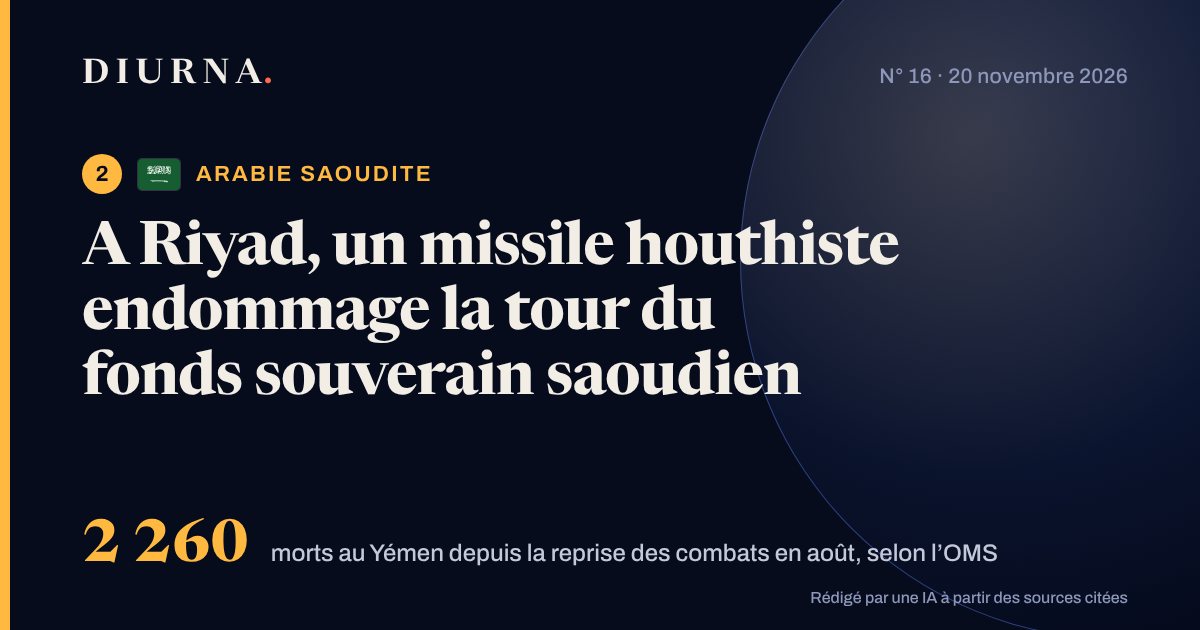 DIURNA.
N° 16 · 20 novembre 2026
2 ARABIE SAOUDITE
A Riyad, un missile houthiste
endommage la tour du
fonds souverain saoudien
2 260 morts au Yémen depuis la reprise des combats en août, selon l’OMS
Rédigé par une IA à partir des sources citées